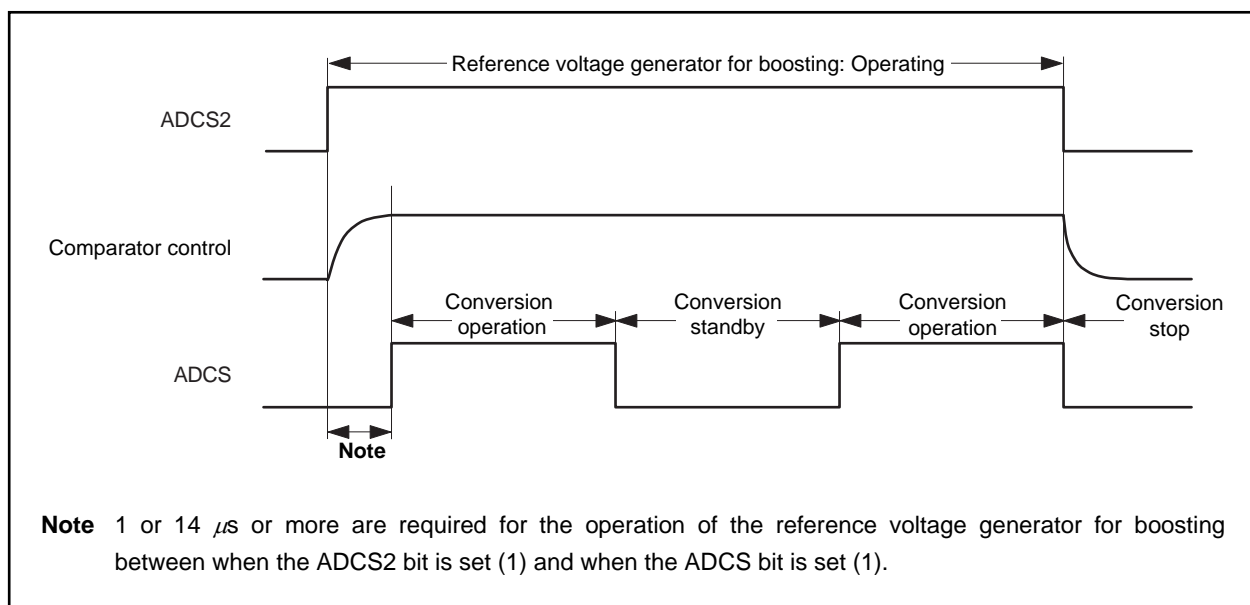 Reference voltage generator for boosting: Operating
ADCS2
Comparator control
Conversion
operation
Conversion
standby
Conversion
operation
Conversion
stop
ADCS
Note
Note 1 or 14 μs or more are required for the operation of the reference voltage generator for boosting
between when the ADCS2 bit is set (1) and when the ADCS bit is set (1).